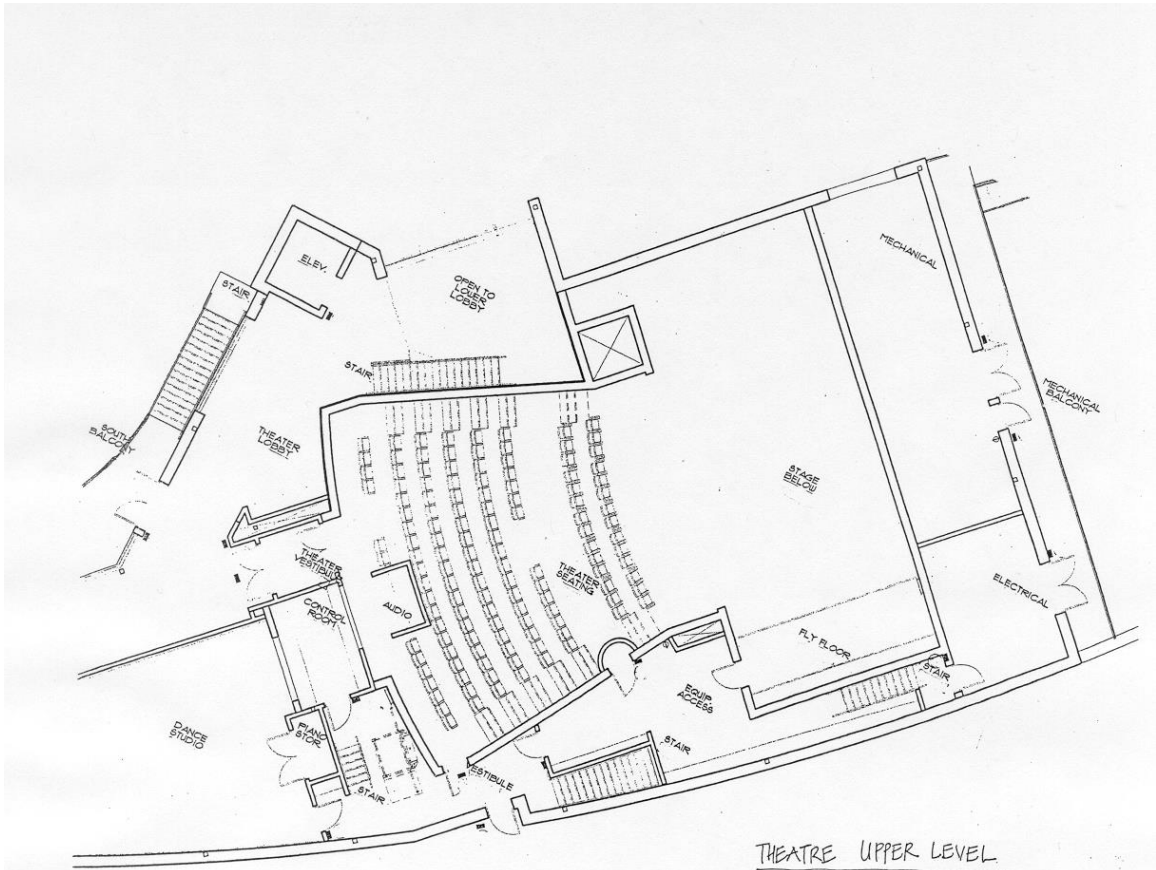 MECHANICAL
ELEV.
STAIR
OPEN TO
LOWER
LOBBY
STAIR
MECHANICAL
BALCONY
SOUTH
BALCONY
THEATER
LOBBY
STAGE
BELOW
THEATER
VESTIBULE
THEATER
SEATING
ELECTRICAL
CONTROL
ROOM
AUDIO
FLY FLOOR
STAIR
EQUIP
ACCESS
DANCE
STUDIO
PIANO
STOR.
STAIR
VESTIBULE
STAIR
THEATRE UPPER LEVEL